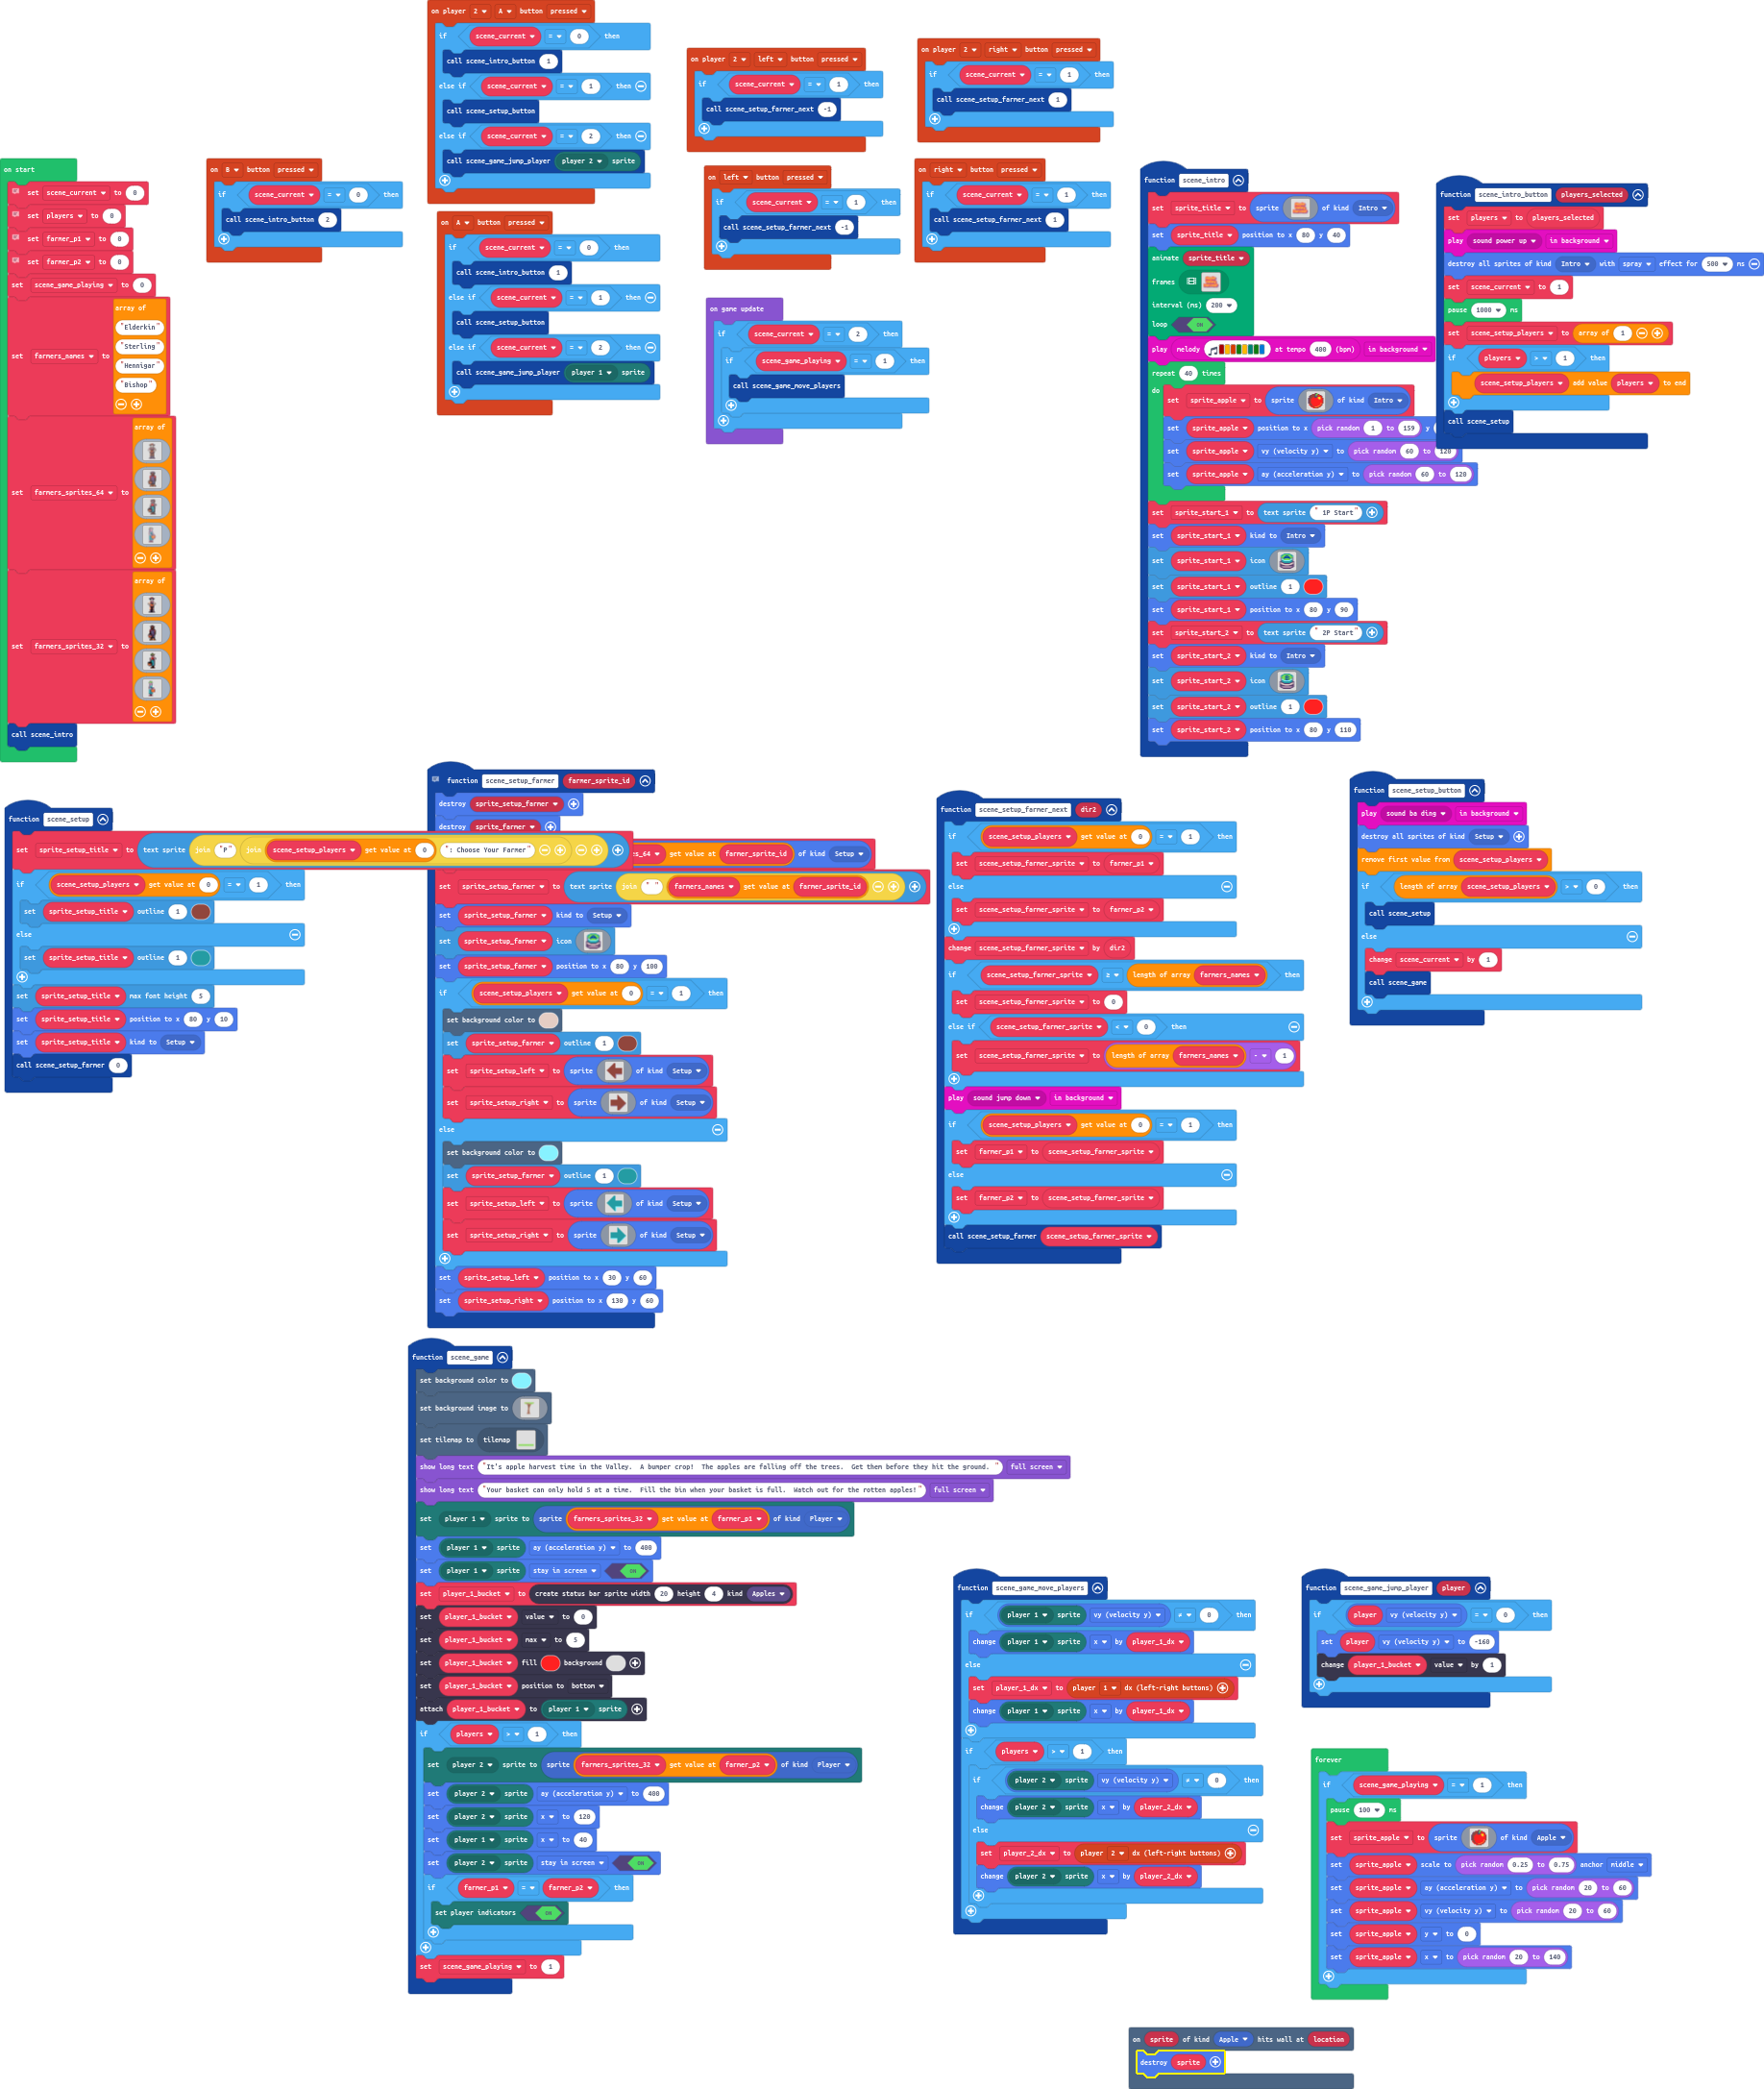 on player 2 A button pressed
if scene_current = 0 then
call scene_intro_button 1
else if scene_current = 1 then
call scene_setup_button
else if scene_current = 2 then
call scene_game_jump_player player 2 sprite
on player 2 left button pressed
if scene_current = 1 then
call scene_setup_farmer_next -1
on player 2 right button pressed
if scene_current = 1 then
call scene_setup_farmer_next 1
on start
set scene_current to 0
set players to 0
set farmer_p1 to 0
set farmer_p2 to 0
set scene_game_playing to 0
set farmers_names to array of
"Elderkin"
"Sterling"
"Hennigar"
"Bishop"
set farmers_sprites_64 to array of
set farmers_sprites_32 to array of
call scene_intro
on B button pressed
if scene_current = 0 then
call scene_intro_button 2
on A button pressed
if scene_current = 0 then
call scene_intro_button 1
else if scene_current = 1 then
call scene_setup_button
else if scene_current = 2 then
call scene_game_jump_player player 1 sprite
on left button pressed
if scene_current = 1 then
call scene_setup_farmer_next -1
on right button pressed
if scene_current = 1 then
call scene_setup_farmer_next 1
on game update
if scene_current = 2 then
if scene_game_playing = 1 then
call scene_game_move_players
function scene_intro
set sprite_title to sprite of kind Intro
set sprite_title position to x 80 y 40
animate sprite_title
frames
interval (ms) 200
loop ON
play melody at tempo 400 (bpm) in background
repeat 40 times
do
set sprite_apple to sprite of kind Intro
set sprite_apple position to x pick random 1 to 159 y
set sprite_apple vy (velocity y) to pick random 60 to 120
set sprite_apple ay (acceleration y) to pick random 60 to 120
set sprite_start_1 to text sprite " 1P Start"
set sprite_start_1 kind to Intro
set sprite_start_1 icon
set sprite_start_1 outline 1
set sprite_start_1 position to x 80 y 90
set sprite_start_2 to text sprite " 2P Start"
set sprite_start_2 kind to Intro
set sprite_start_2 icon
set sprite_start_2 outline 1
set sprite_start_2 position to x 80 y 110
function scene_intro_button players_selected
set players to players_selected
play sound power up in background
destroy all sprites of kind Intro with spray effect for 500 ms
set scene_current to 1
pause 1000 ms
set scene_setup_players to array of 1
if players > 1 then
scene_setup_players add value players to end
call scene_setup
function scene_setup
set sprite_setup_title to text sprite join "P" join scene_setup_players get value at 0 ": Choose Your Farmer"
if scene_setup_players get value at 0 = 1 then
set sprite_setup_title outline 1
else
set sprite_setup_title outline 1
set sprite_setup_title max font height 5
set sprite_setup_title position to x 80 y 10
set sprite_setup_title kind to Setup
call scene_setup_farmer 0
function scene_setup_farmer farmer_sprite_id
destroy sprite_setup_farmer
destroy sprite_farmer
s_64 get value at farmer_sprite_id of kind Setup
set sprite_setup_farmer to text sprite join " " farmers_names get value at farmer_sprite_id
set sprite_setup_farmer kind to Setup
set sprite_setup_farmer icon
set sprite_setup_farmer position to x 80 y 100
if scene_setup_players get value at 0 = 1 then
set background color to
set sprite_setup_farmer outline 1
set sprite_setup_left to sprite of kind Setup
set sprite_setup_right to sprite of kind Setup
else
set background color to
set sprite_setup_farmer outline 1
set sprite_setup_left to sprite of kind Setup
set sprite_setup_right to sprite of kind Setup
set sprite_setup_left position to x 30 y 60
set sprite_setup_right position to x 130 y 60
function scene_setup_farmer_next dir2
if scene_setup_players get value at 0 = 1 then
set scene_setup_farmer_sprite to farmer_p1
else
set scene_setup_farmer_sprite to farmer_p2
change scene_setup_farmer_sprite by dir2
if scene_setup_farmer_sprite ≥ length of array farmers_names then
set scene_setup_farmer_sprite to 0
else if scene_setup_farmer_sprite < 0 then
set scene_setup_farmer_sprite to length of array farmers_names - 1
play sound jump down in background
if scene_setup_players get value at 0 = 1 then
set farmer_p1 to scene_setup_farmer_sprite
else
set farmer_p2 to scene_setup_farmer_sprite
call scene_setup_farmer scene_setup_farmer_sprite
function scene_setup_button
play sound ba ding in background
destroy all sprites of kind Setup
remove first value from scene_setup_players
if length of array scene_setup_players > 0 then
call scene_setup
else
change scene_current by 1
call scene_game
function scene_game
set background color to
set background image to
set tilemap to tilemap
show long text "It's apple harvest time in the Valley. A bumper crop! The apples are falling off the trees. Get them before they hit the ground. " full screen
show long text "Your basket can only hold 5 at a time. Fill the bin when your basket is full. Watch out for the rotten apples!" full screen
set player 1 sprite to sprite farmers_sprites_32 get value at farmer_p1 of kind Player
set player 1 sprite ay (acceleration y) to 400
set player 1 sprite stay in screen ON
set player_1_bucket to create status bar sprite width 20 height 4 kind Apples
set player_1_bucket value to 0
set player_1_bucket max to 5
set player_1_bucket fill background
set player_1_bucket position to bottom
attach player_1_bucket to player 1 sprite
if players > 1 then
set player 2 sprite to sprite farmers_sprites_32 get value at farmer_p2 of kind Player
set player 2 sprite ay (acceleration y) to 400
set player 2 sprite x to 120
set player 1 sprite x to 40
set player 2 sprite stay in screen ON
if farmer_p1 = farmer_p2 then
set player indicators ON
set scene_game_playing to 1
function scene_game_move_players
if player 1 sprite vy (velocity y) ≠ 0 then
change player 1 sprite x by player_1_dx
else
set player_1_dx to player 1 dx (left-right buttons)
change player 1 sprite x by player_1_dx
if players > 1 then
if player 2 sprite vy (velocity y) ≠ 0 then
change player 2 sprite x by player_2_dx
else
set player_2_dx to player 2 dx (left-right buttons)
change player 2 sprite x by player_2_dx
function scene_game_jump_player player
if player vy (velocity y) = 0 then
set player vy (velocity y) to -160
change player_1_bucket value by 1
forever
if scene_game_playing = 1 then
pause 100 ms
set sprite_apple to sprite of kind Apple
set sprite_apple scale to pick random 0.25 to 0.75 anchor middle
set sprite_apple ay (acceleration y) to pick random 20 to 60
set sprite_apple vy (velocity y) to pick random 20 to 60
set sprite_apple y to 0
set sprite_apple x to pick random 20 to 140
on sprite of kind Apple hits wall at location
destroy sprite